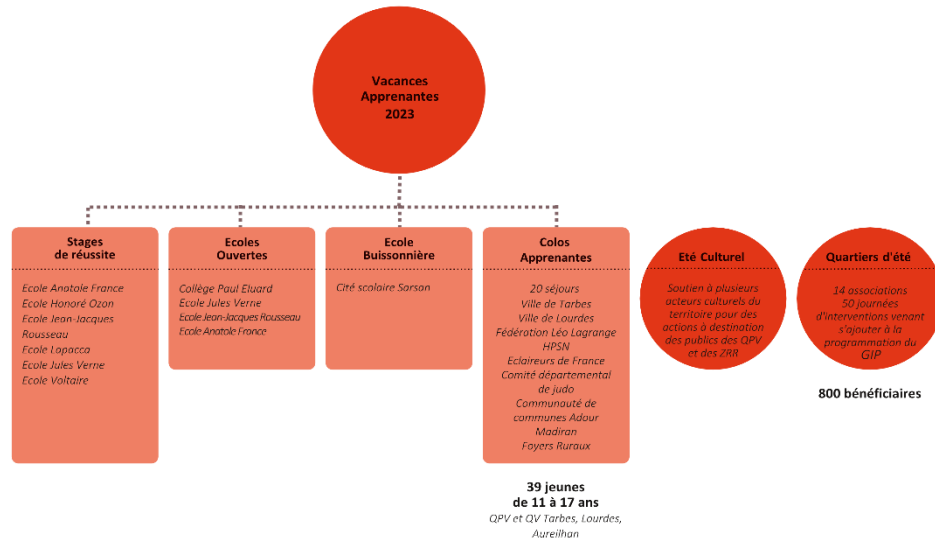 Vacances
Apprenantes
2023
Stages
de réussite
Ecole Anatole France
Ecole Honoré Ozon
Ecole Jean-Jacques
Rousseau
Ecole Lapacca
Ecole Jules Verne
Ecole Voltaire
Ecoles
Ouvertes
Collège Paul Eluard
Ecole Jules Verne
Ecole Jean-Jacques Rousseau
Ecole Anatole France
Ecole
Buissonnière
Cité scolaire Sarsan
Colos
Apprenantes
20 séjours
Ville de Tarbes
Ville de Lourdes
Fédération Léo Lagrange
HPSN
Eclaireurs de France
Comité départemental
de judo
Communauté de
communes Adour
Madiran
Foyers Ruraux
39 jeunes
de 11 à 17 ans
QPV et QV Tarbes, Lourdes,
Aureilhan
Eté Culturel
Soutien à plusieurs
acteurs culturels du
territoire pour des
actions à destination
des publics des QPV
et des ZRR
Quartiers d'été
14 associations
50 journées
d'interventions venant
s'ajouter à la
programmation du
GIP
800 bénéficiaires